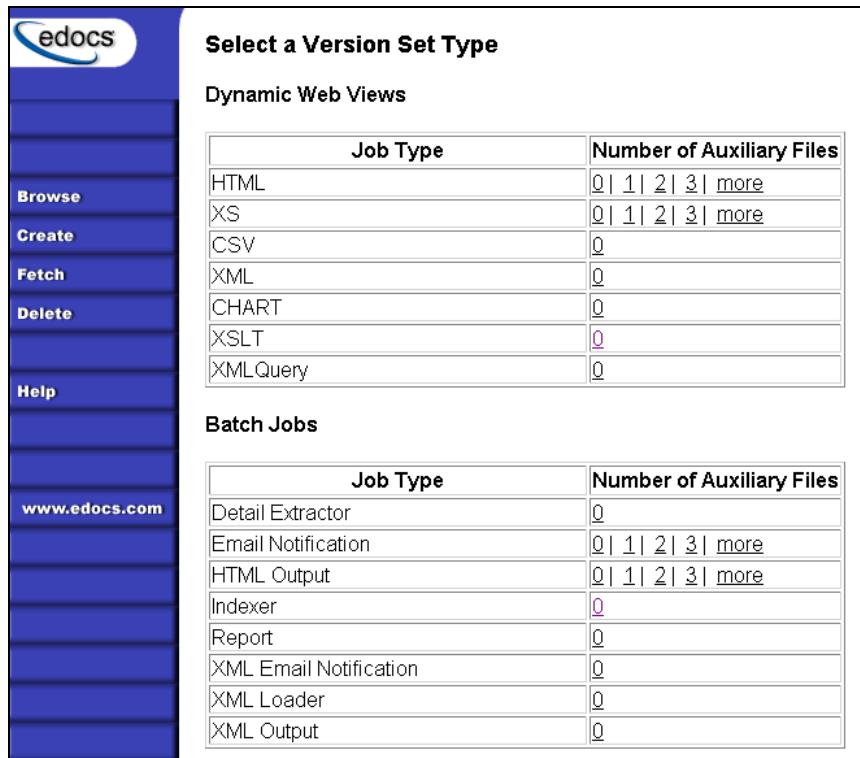 edocs
Browse
Create
Fetch
Delete
Help
www.edocs.com
Select a Version Set Type
Dynamic Web Views
Job Type Number of Auxiliary Files
HTML 0| 1| 2| 3| more
XS 0| 1| 2| 3| more
CSV 0
XML 0
CHART 0
XSLT 0
XMLQuery 0
Batch Jobs
Job Type Number of Auxiliary Files
Detail Extractor 0
Email Notification 0| 1| 2| 3| more
HTML Output 0| 1| 2| 3| more
Indexer 0
Report 0
XML Email Notification 0
XML Loader 0
XML Output 0